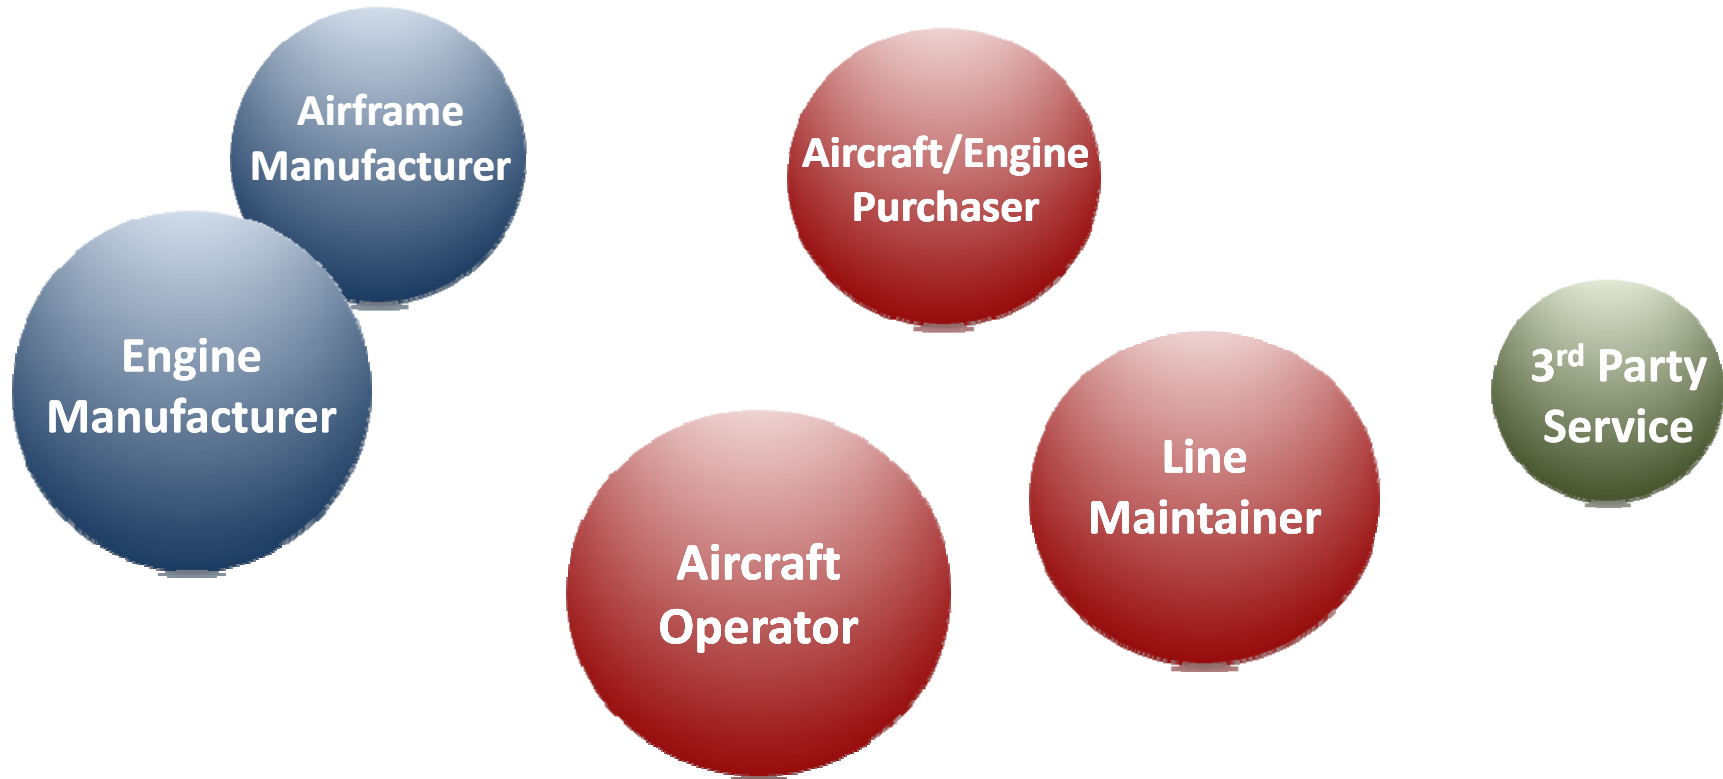 Airframe
Manufacturer
Engine
Manufacturer
Aircraft/Engine
Purchaser
Aircraft
Operator
Line
Maintainer
3rd Party
Service